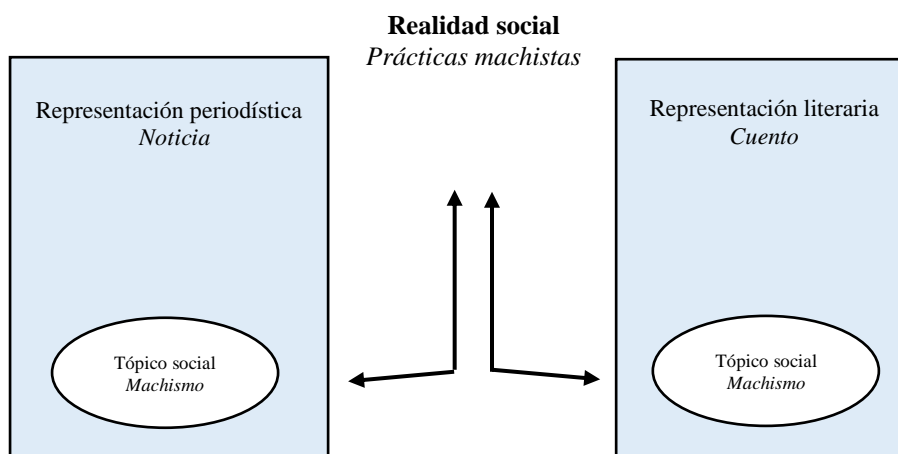 Realidad social
Prácticas machistas
Representación periodística
Noticia
Representación literaria
Cuento
Tópico social
Machismo
Tópico social
Machismo